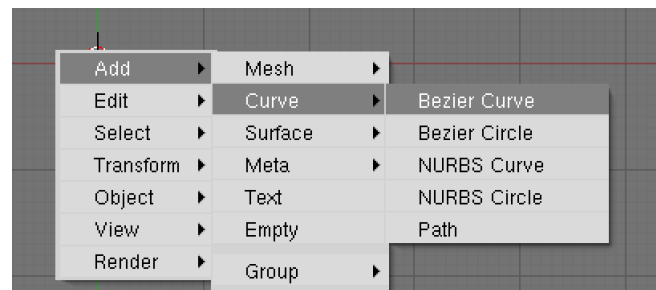 Add
Edit
Select
Transform
Object
View
Render
Mesh
Curve
Surface
Meta
Text
Empty
Group
Bezier Curve
Bezier Circle
NURBS Curve
NURBS Circle
Path